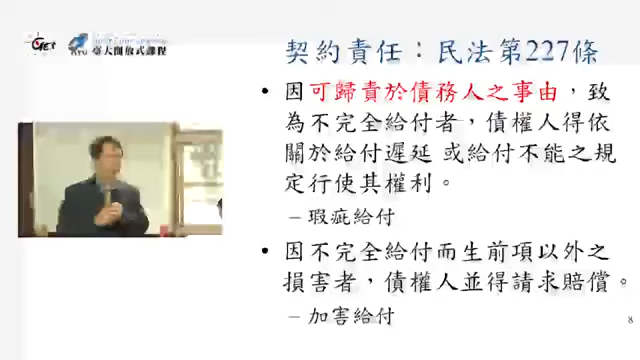 臺大開放式課程
契約責任：民法第227條
• 因可歸責於債務人之事由，致
為不完全給付者，債權人得依
關於給付遲延 或給付不能之規
定行使其權利。
– 瑕疵給付
• 因不完全給付而生前項以外之
損害者，債權人並得請求賠償。
– 加害給付
8